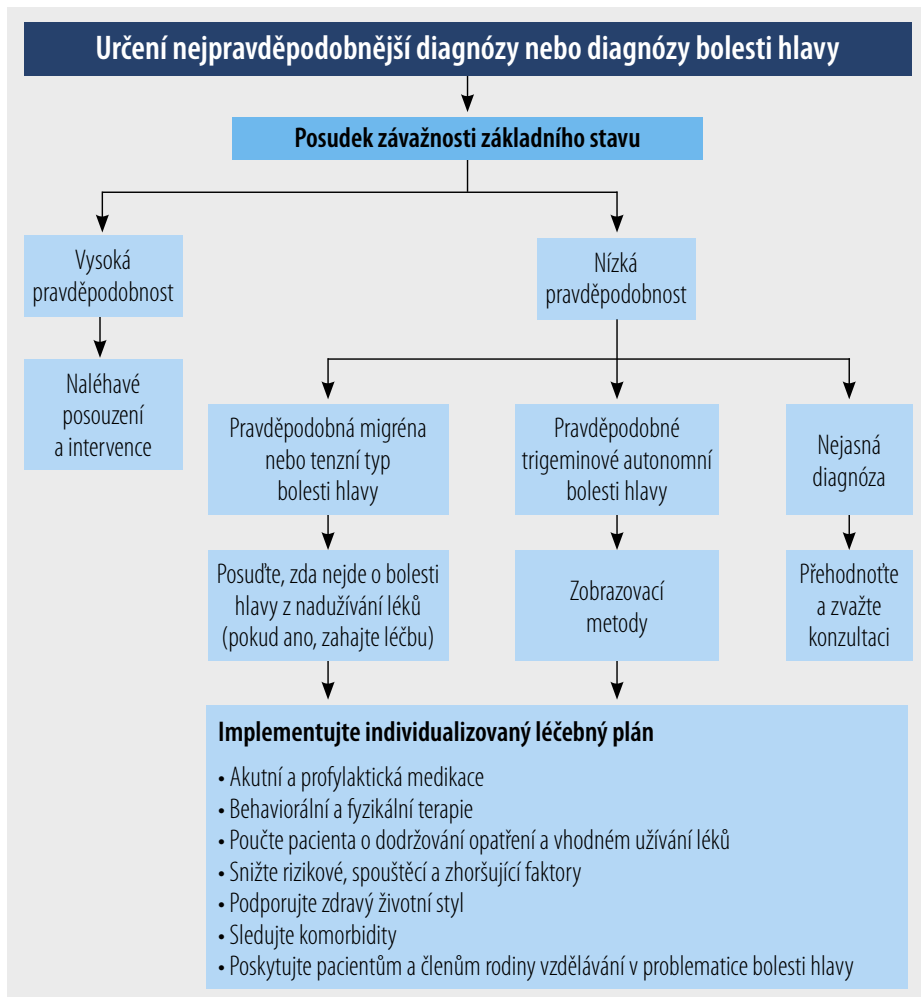 Určení nejpravděpodobnější diagnózy nebo diagnózy bolesti hlavy
Posudek závažnosti základního stavu
Vysoká
pravděpodobnost
Nízká
pravděpodobnost
Naléhavé
posouzení
a intervence
Pravděpodobná migréna
nebo tenzní typ
bolesti hlavy
Pravděpodobné
trigeminové autonomní
bolesti hlavy
Nejasná
diagnóza
Posuďte, zda nejde o bolesti
hlavy z nadužívání léků
(pokud ano, zahajte léčbu)
Zobrazovací
metody
Přehodnoťte
a zvažte
konzultaci
Implementujte individualizovaný léčebný plán
• Akutní a profylaktická medikace
• Behaviorální a fyzikální terapie
• Poučte pacienta o dodržování opatření a vhodném užívání léků
• Snižte rizikové, spouštěcí a zhoršující faktory
• Podporujte zdravý životní styl
• Sledujte komorbidity
• Poskytujte pacientům a členům rodiny vzdělávání v problematice bolesti hlavy